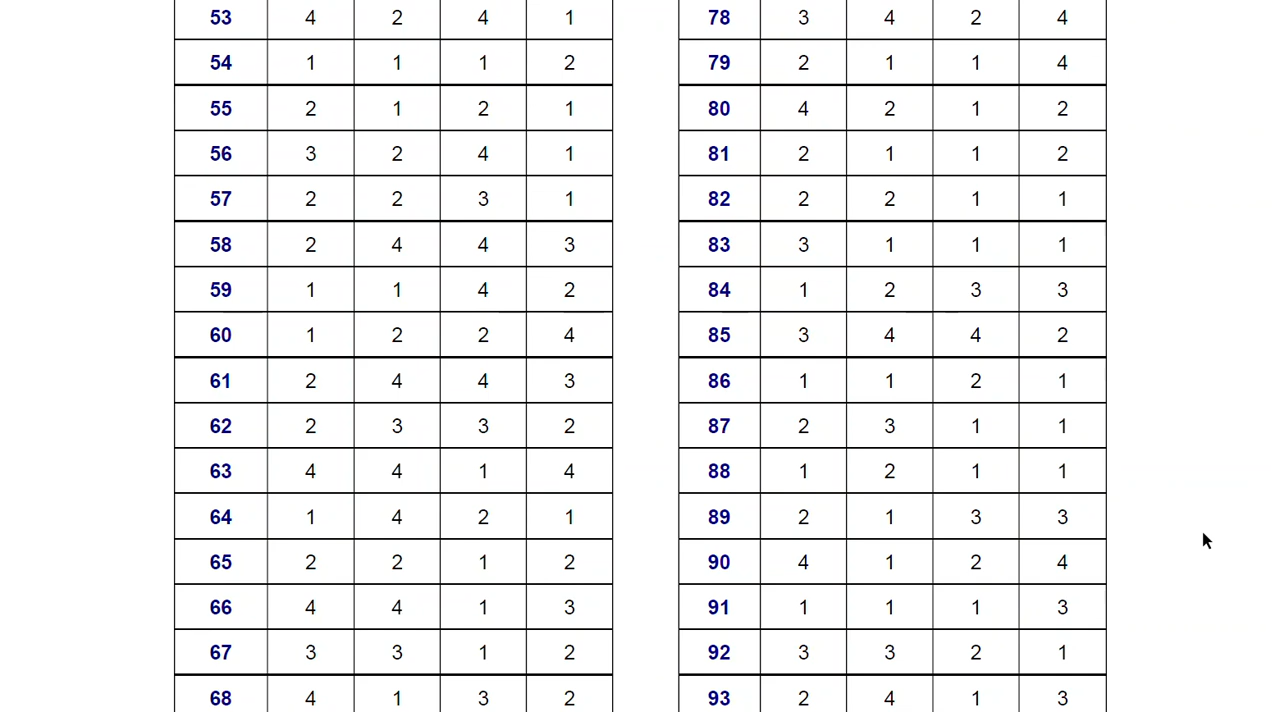 53 4 2 4 1
54 1 1 1 2
55 2 1 2 1
56 3 2 4 1
57 2 2 3 1
58 2 4 4 3
59 1 1 4 2
60 1 2 2 4
61 2 4 4 3
62 2 3 3 2
63 4 4 1 4
64 1 4 2 1
65 2 2 1 2
66 4 4 1 3
67 3 3 1 2
68 4 1 3 2
78 3 4 2 4
79 2 1 1 4
80 4 2 1 2
81 2 1 1 2
82 2 2 1 1
83 3 1 1 1
84 1 2 3 3
85 3 4 4 2
86 1 1 2 1
87 2 3 1 1
88 1 2 1 1
89 2 1 3 3
90 4 1 2 4
91 1 1 1 3
92 3 3 2 1
93 2 4 1 3